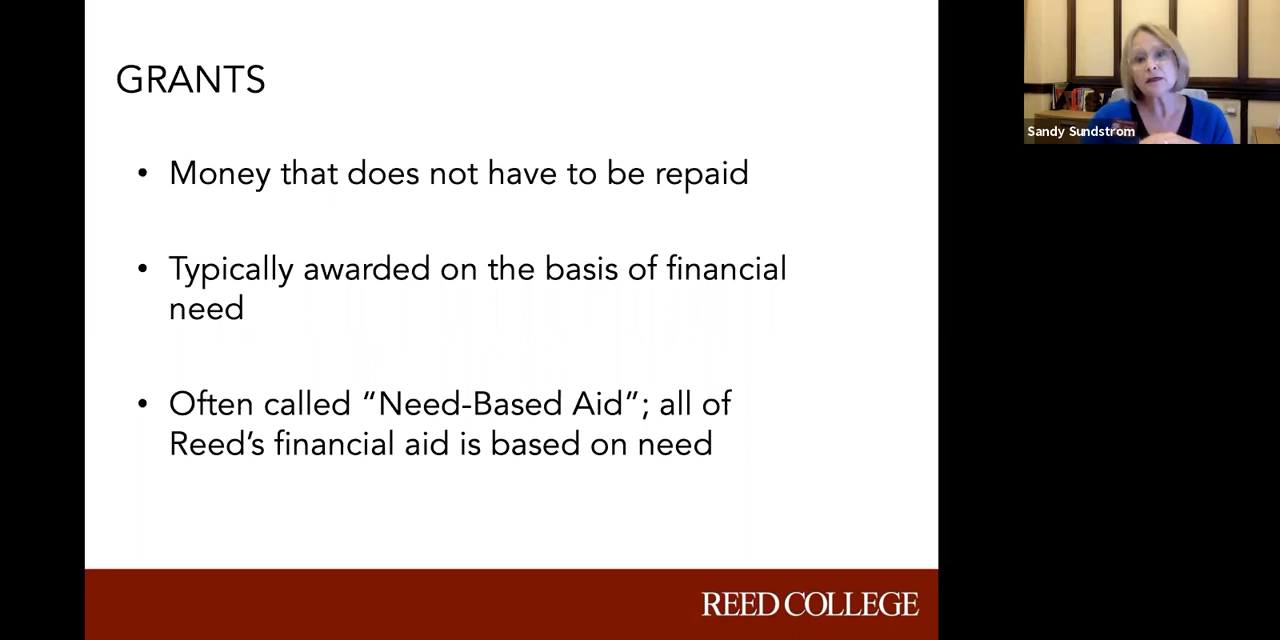 GRANTS
• Money that does not have to be repaid
• Typically awarded on the basis of financial
need
• Often called “Need-Based Aid”; all of
Reed’s financial aid is based on need
REED COLLEGE
Sandy Sundstrom